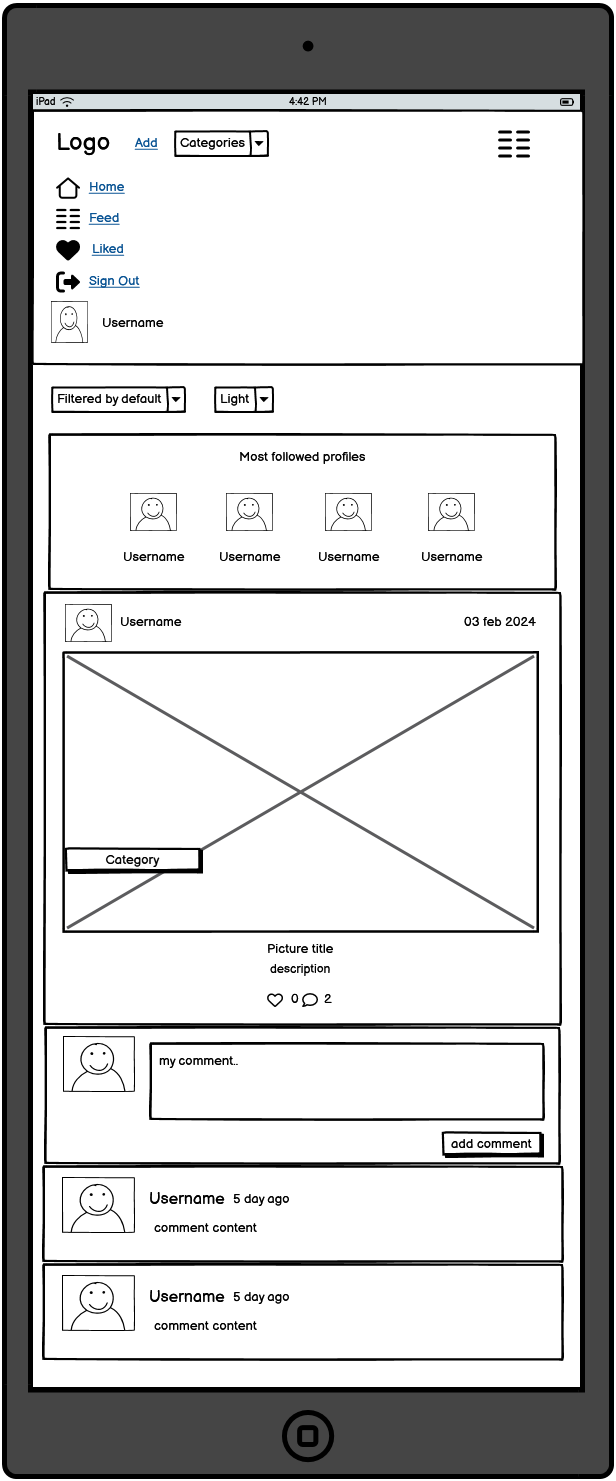 iPad 4:42 PM
Logo Add Categories
Home
Feed
Liked
Sign Out
Username
Filtered by default Light
Most followed profiles
Username Username Username Username
Username 03 feb 2024
Category
Picture title
description
0 2
my comment..
add comment
Username 5 day ago
comment content
Username 5 day ago
comment content